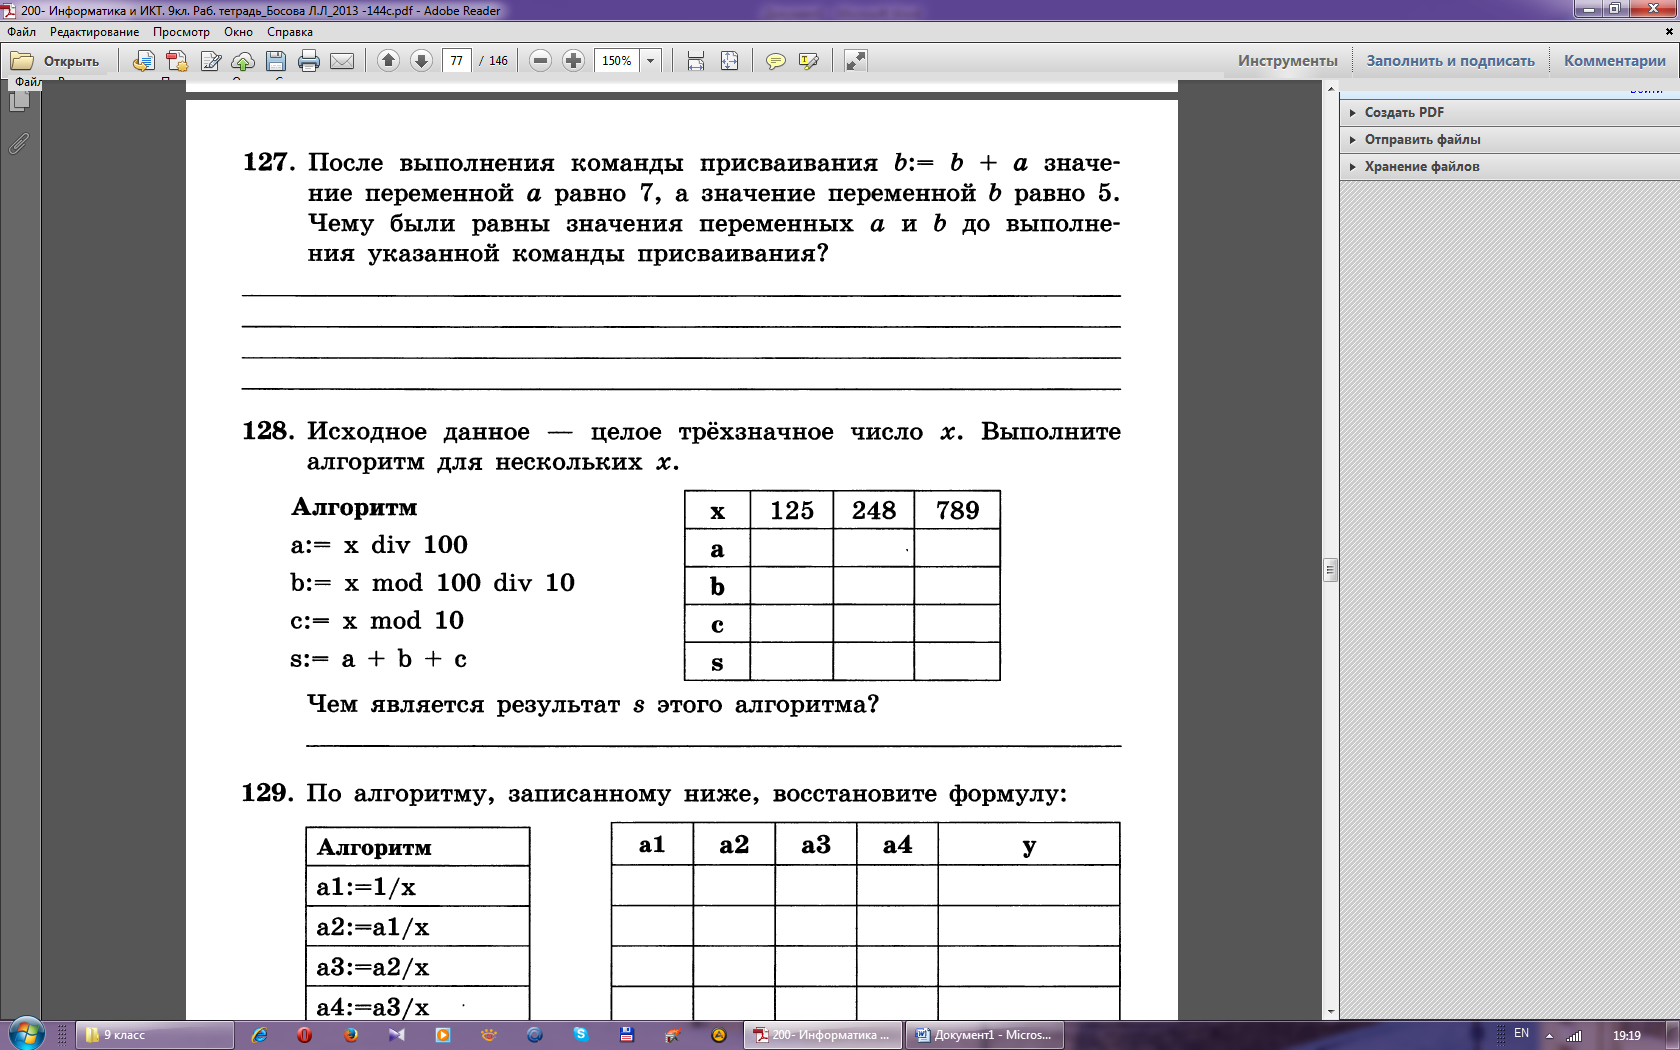 200- Информатика и ИКТ. 9кл. Раб. тетрадь_Босова Л.Л_2013 -144с.pdf - Adobe Reader
Файл Редактирование Просмотр Окно Справка
Открыть 77 / 146 150% Инструменты Заполнить и подписать Комментарии
Создать PDF
Отправить файлы
Хранение файлов
127. После выполнения команды присваивания b:= b + a значе-
ние переменной a равно 7, а значение переменной b равно 5.
Чему были равны значения переменных a и b до выполне-
ния указанной команды присваивания?
128. Исходное данное — целое трёхзначное число x. Выполните
алгоритм для нескольких x.
Алгоритм
a:= x div 100
b:= x mod 100 div 10
c:= x mod 10
s:= a + b + c
x 125 248 789
a
b
c
s
Чем является результат s этого алгоритма?
129. По алгоритму, записанному ниже, восстановите формулу:
Алгоритм
a1:=1/x
a2:=a1/x
a3:=a2/x
a4:=a3/x
a1 a2 a3 a4 y
9 класс 200- Информатика ... Документ1 - Micros... EN 19:19